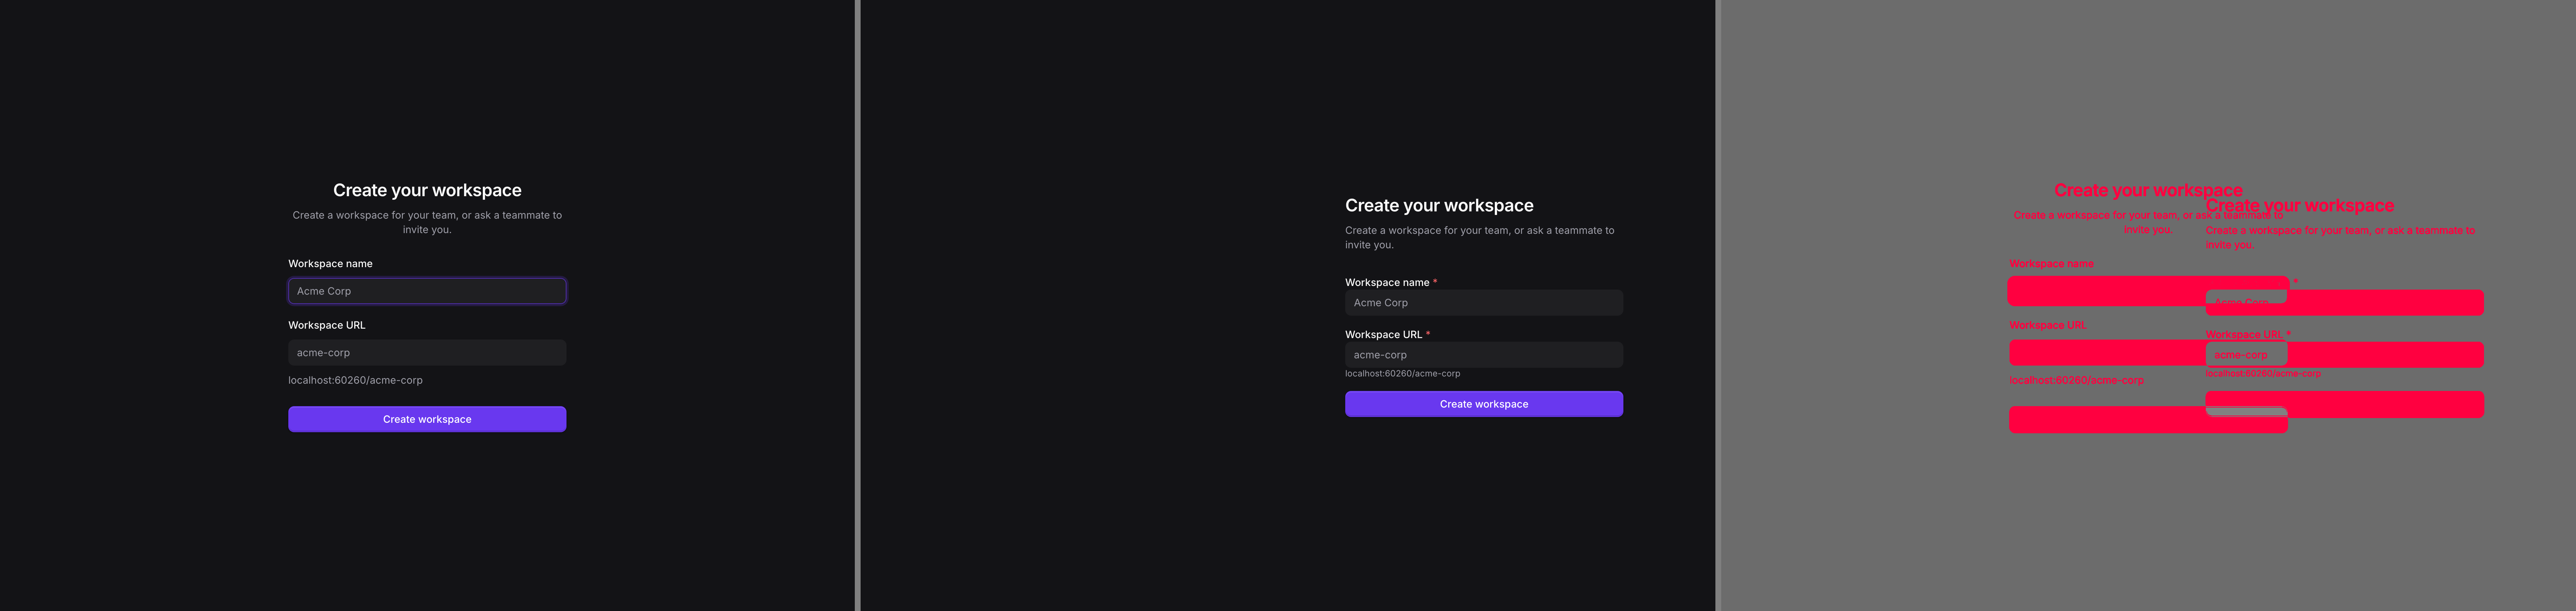 Create your workspace
Create a workspace for your team, or ask a teammate to
invite you.
Workspace name
Acme Corp
Workspace URL
acme-corp
localhost:60260/acme-corp
Create workspace
Create your workspace
Create a workspace for your team, or ask a teammate to
invite you.
Workspace name *
Acme Corp
Workspace URL *
acme-corp
localhost:60260/acme-corp
Create workspace
Create your workspace
Create your workspace
Create a workspace for your team, or ask a teammate to
invite you.
Create a workspace for your team, or ask a teammate to
invite you.
Workspace name
*
Acme Corp
Workspace URL
Workspace URL *
acme-corp
localhost:60260/acme-corp
localhost:60260/acme-corp